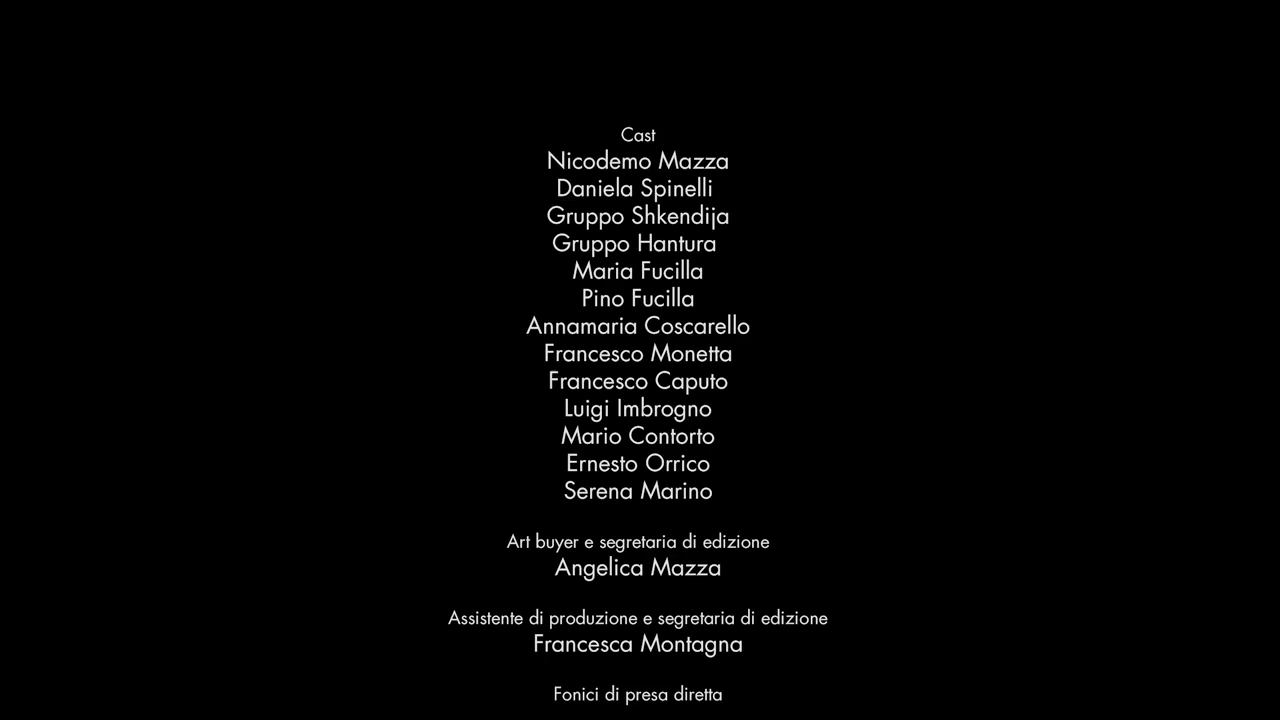 Cast
Nicodemo Mazza
Daniela Spinelli
Gruppo Shkendija
Gruppo Hantura
Maria Fucilla
Pino Fucilla
Annamaria Coscarello
Francesco Monetta
Francesco Caputo
Luigi Imbrogno
Mario Contorto
Ernesto Orrico
Serena Marino
Art buyer e segretaria di edizione
Angelica Mazza
Assistente di produzione e segretaria di edizione
Francesca Montagna
Fonici di presa diretta